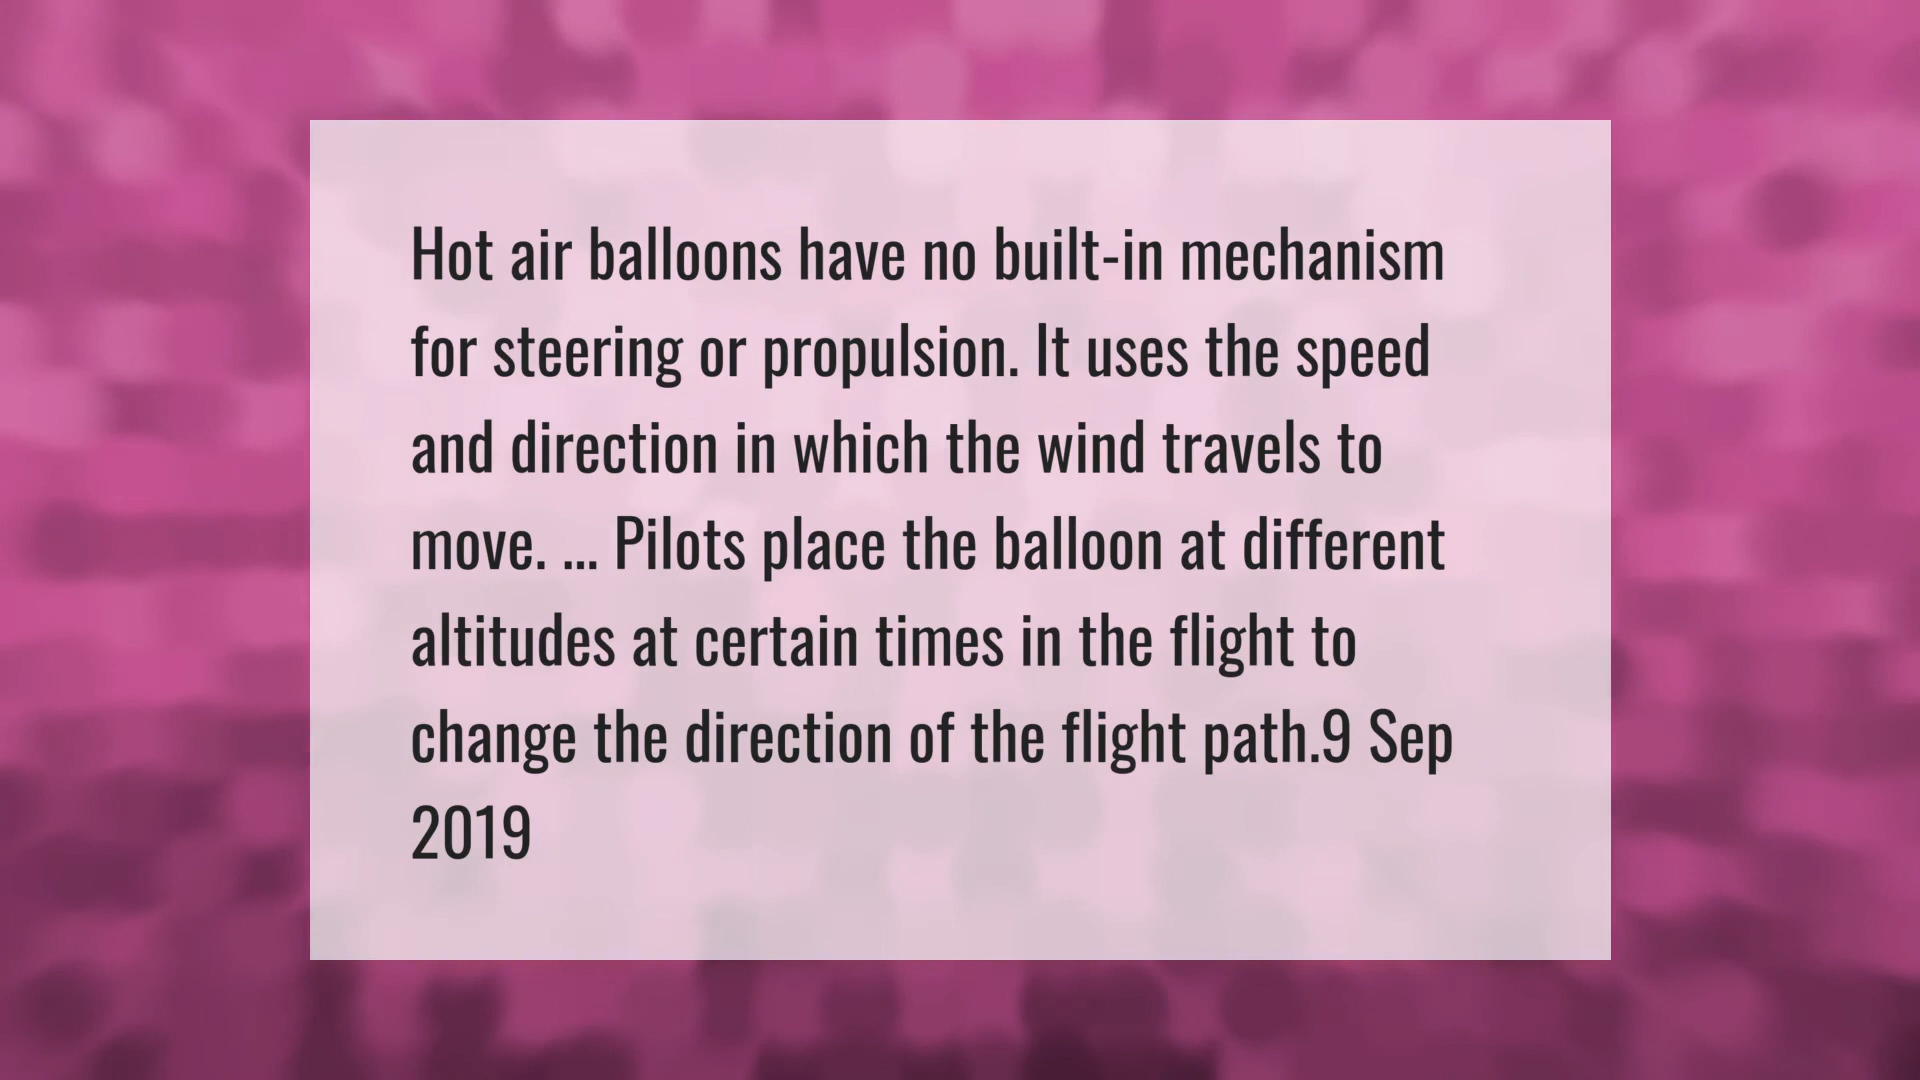 Hot air balloons have no built-in mechanism
for steering or propulsion. It uses the speed
and direction in which the wind travels to
move. ... Pilots place the balloon at different
altitudes at certain times in the flight to
change the direction of the flight path.9 Sep
2019